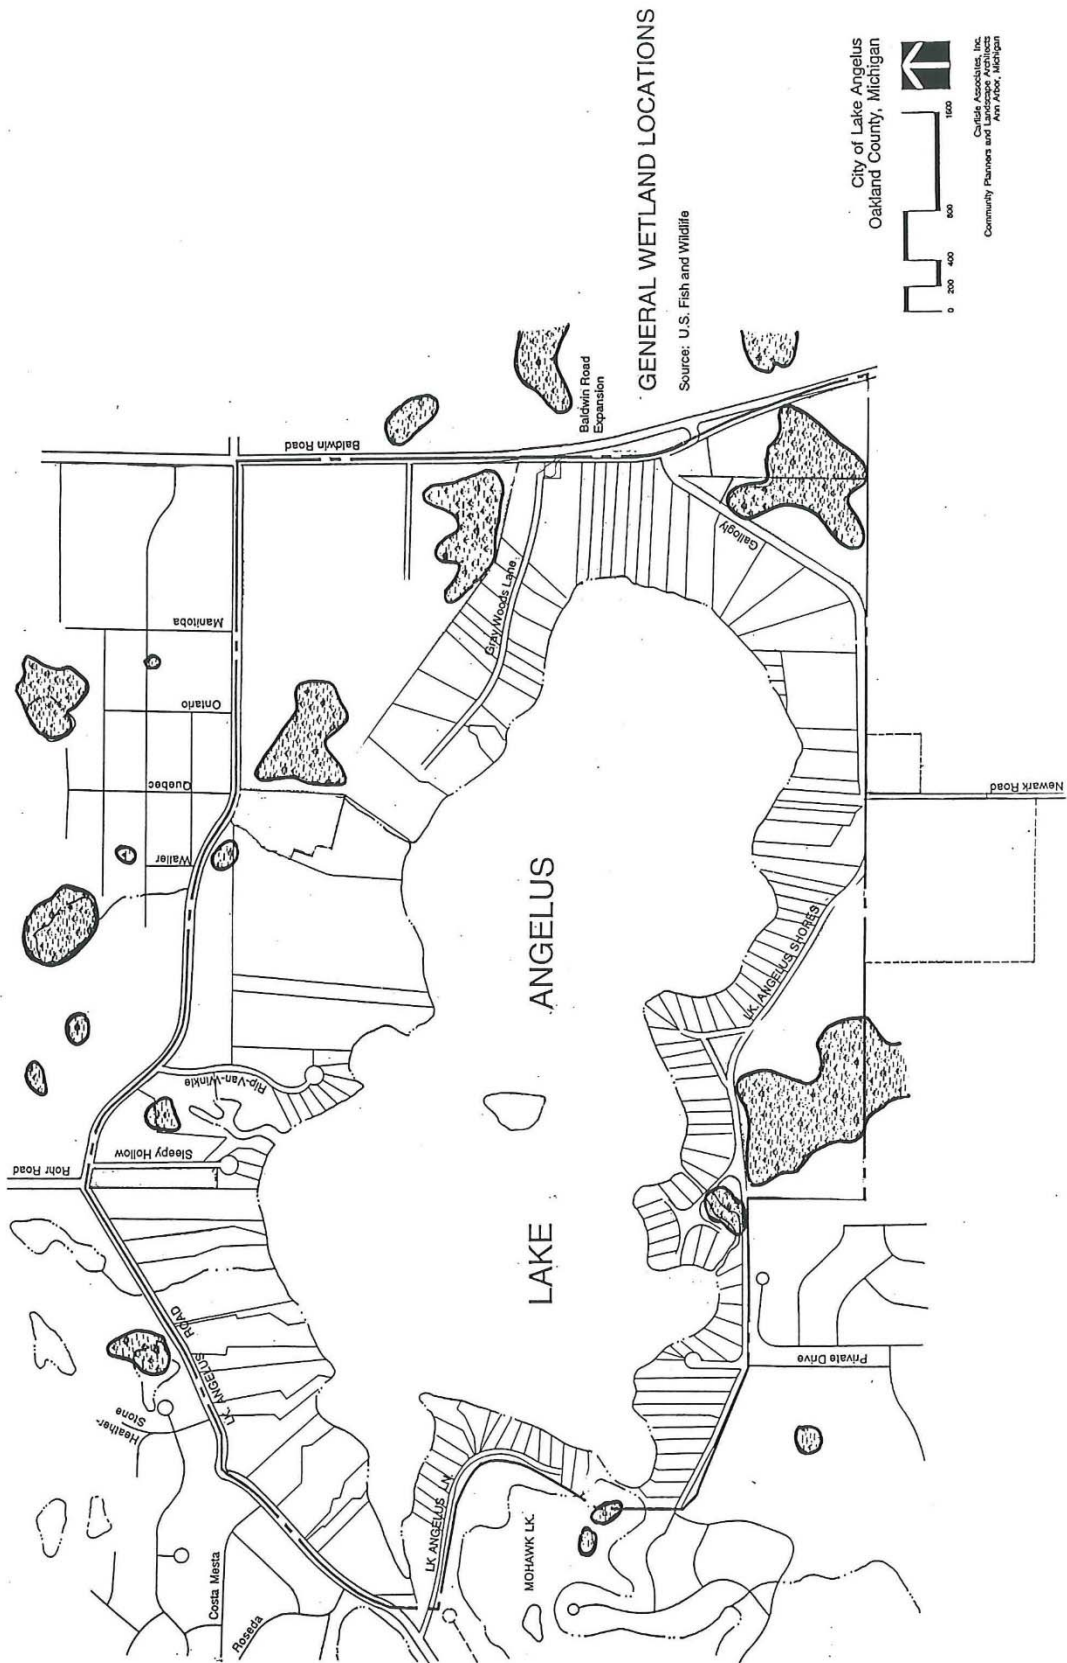 GENERAL WETLAND LOCATIONS
Source: U.S. Fish and Wildlife
City of Lake Angelus
Oakland County, Michigan
0 200 400 800 1600
Carlisle Associates, Inc.
Community Planners and Landscape Architects
Ann Arbor, Michigan
LAKE ANGELUS
Rohr Road
Baldwin Road
Baldwin Road
Expansion
Manitoba
Ontario
Quebec
Waller
Rip-Van-Winkle
Sleepy Hollow
LK. ANGELUS ROAD
Heather-
Stone
Costa Mesta
Roseda
LK ANGELUS LN.
MOHAWK LK.
Gray Woods Lane
Gallogly
LK. ANGELUS SHORES
Newark Road
Private Drive